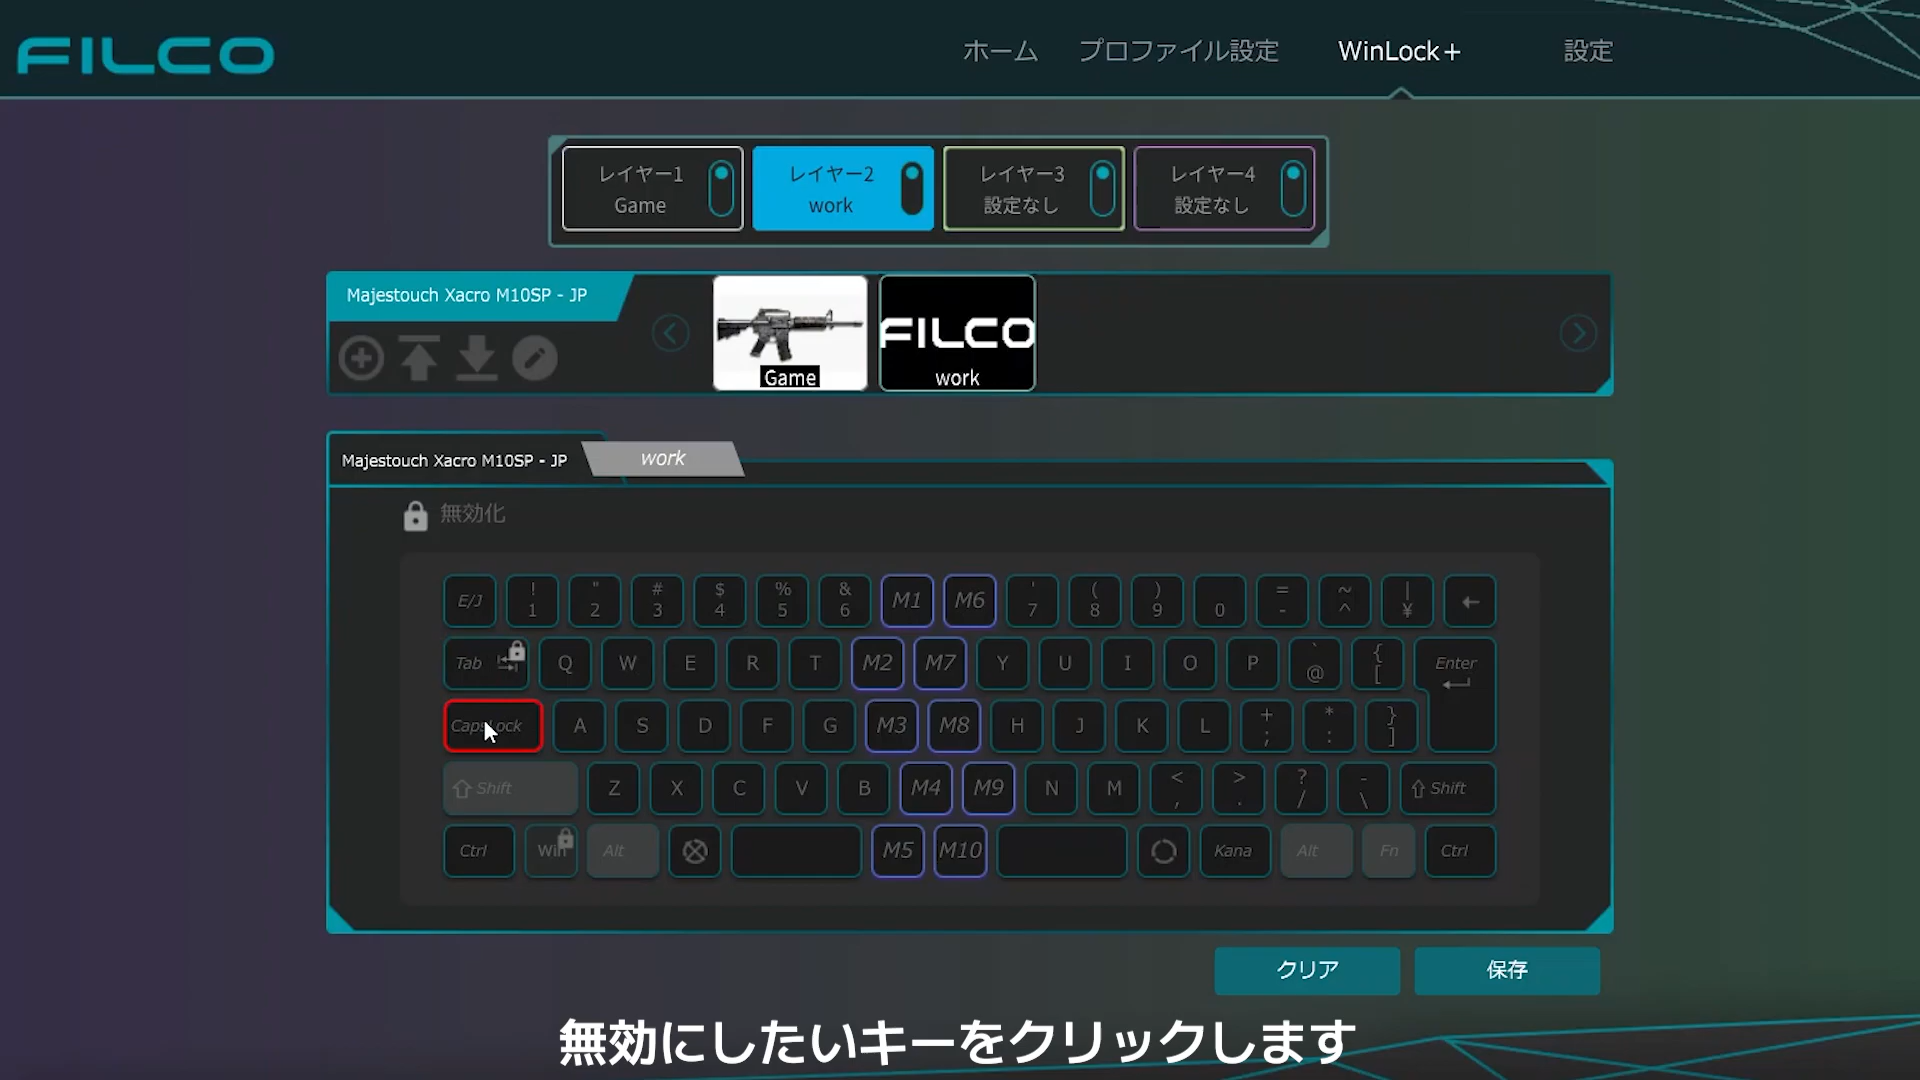 FILCO
ホーム プロファイル設定 WinLock+ 設定
レイヤー1 レイヤー2 レイヤー3 レイヤー4
Game work 設定なし 設定なし
Majestouch Xacro M10SP - JP
FILCO
Game work
Majestouch Xacro M10SP - JP work
無効化
E/J ! 1 " 2 # 3 $ 4 % 5 & 6 M1 M6 ' 7 ( 8 ) 9 0 = - ~ ^ | ¥ ←
Tab Q W E R T M2 M7 Y U I O P ` @ { [ Enter
CapsLock A S D F G M3 M8 H J K L + ; * : } ]
Shift Z X C V B M4 M9 N M < , > . ? / - \ Shift
Ctrl Win Alt M5 M10 Kana Alt Fn Ctrl
クリア 保存
無効にしたいキーをクリックします